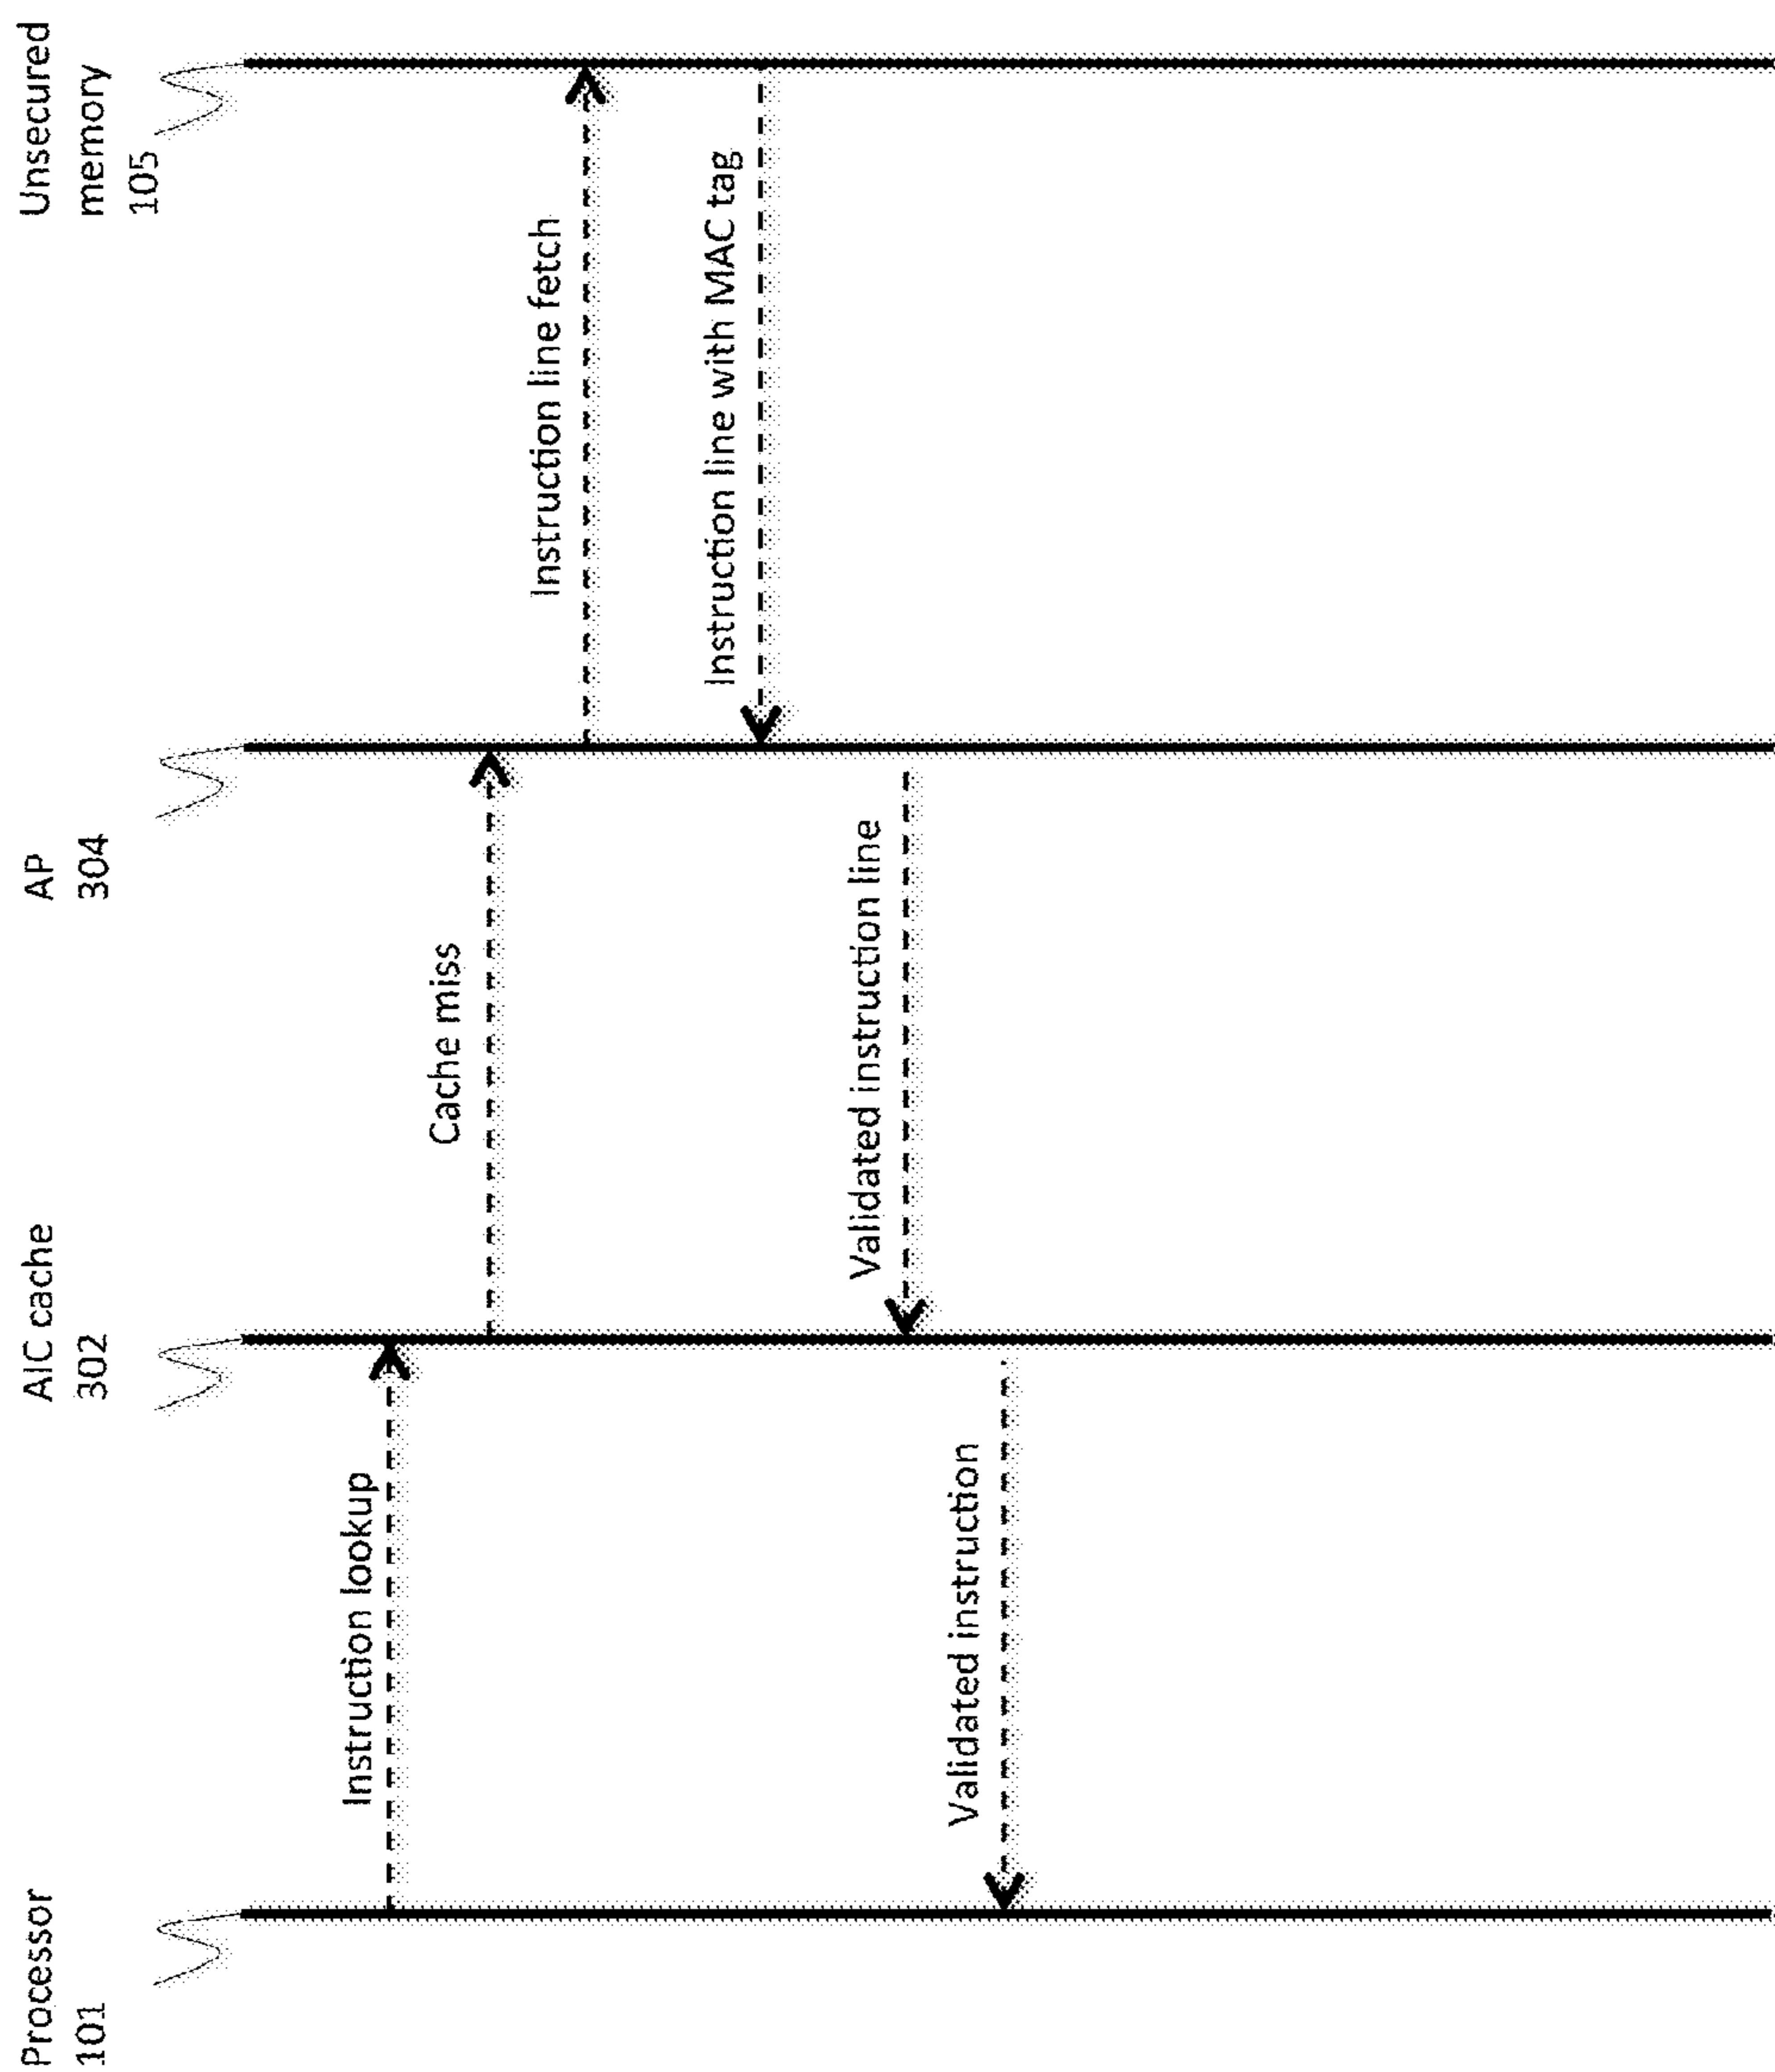 Processor
101
AIC cache
302
AP
304
Unsecured
memory
105
Instruction lookup
Cache miss
Instruction line fetch
Instruction line with MAC tag
Validated instruction line
Validated instruction